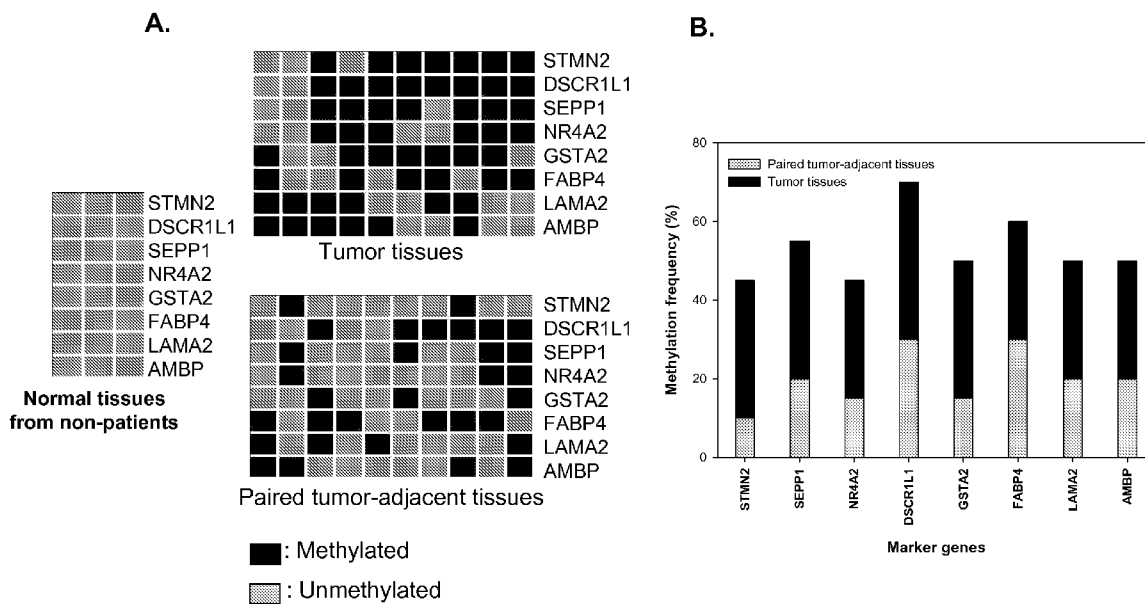 A.
STMN2
DSCR1L1
SEPP1
NR4A2
GSTA2
FABP4
LAMA2
AMBP
Tumor tissues
STMN2
DSCR1L1
SEPP1
NR4A2
GSTA2
FABP4
LAMA2
AMBP
Normal tissues
from non-patients
STMN2
DSCR1L1
SEPP1
NR4A2
GSTA2
FABP4
LAMA2
AMBP
Paired tumor-adjacent tissues
: Methylated
: Unmethylated
B.
80
60
40
20
0
Methylation frequency (%)
Paired tumor-adjacent tissues
Tumor tissues
STMN2
SEPP1
NR4A2
DSCR1L1
GSTA2
FABP4
LAMA2
AMBP
Marker genes